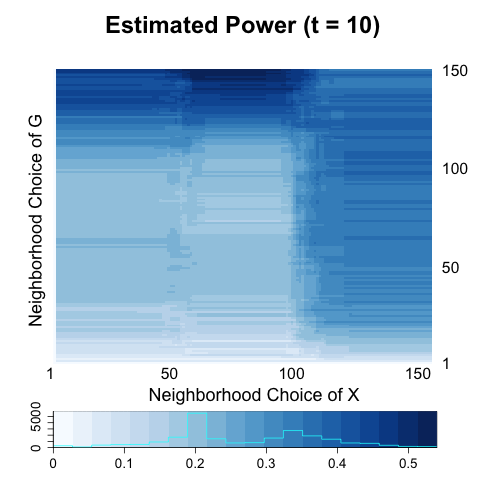 Estimated Power (t = 10)
Neighborhood Choice of G
150
100
50
1
1 50 100 150
Neighborhood Choice of X
0 5000
0 0.1 0.2 0.3 0.4 0.5